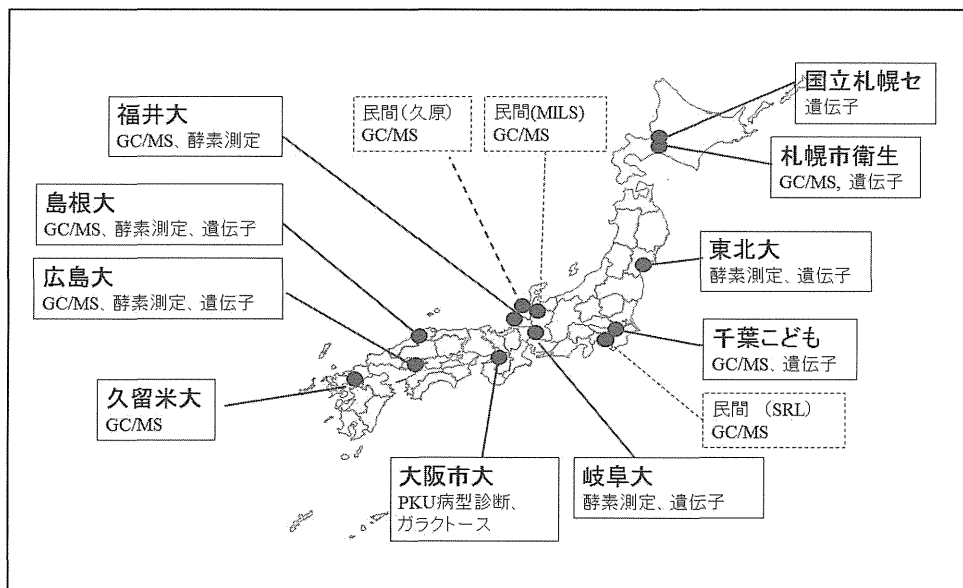 福井大
GC/MS、酵素測定
民間(久原)
GC/MS
民間(MILS)
GC/MS
国立札幌セ
遺伝子
札幌市衛生
GC/MS, 遺伝子
島根大
GC/MS、酵素測定、遺伝子
広島大
GC/MS、酵素測定、遺伝子
東北大
酵素測定、遺伝子
千葉こども
GC/MS、遺伝子
久留米大
GC/MS
民間 (SRL)
GC/MS
大阪市大
PKU病型診断、
ガラクトース
岐阜大
酵素測定、遺伝子